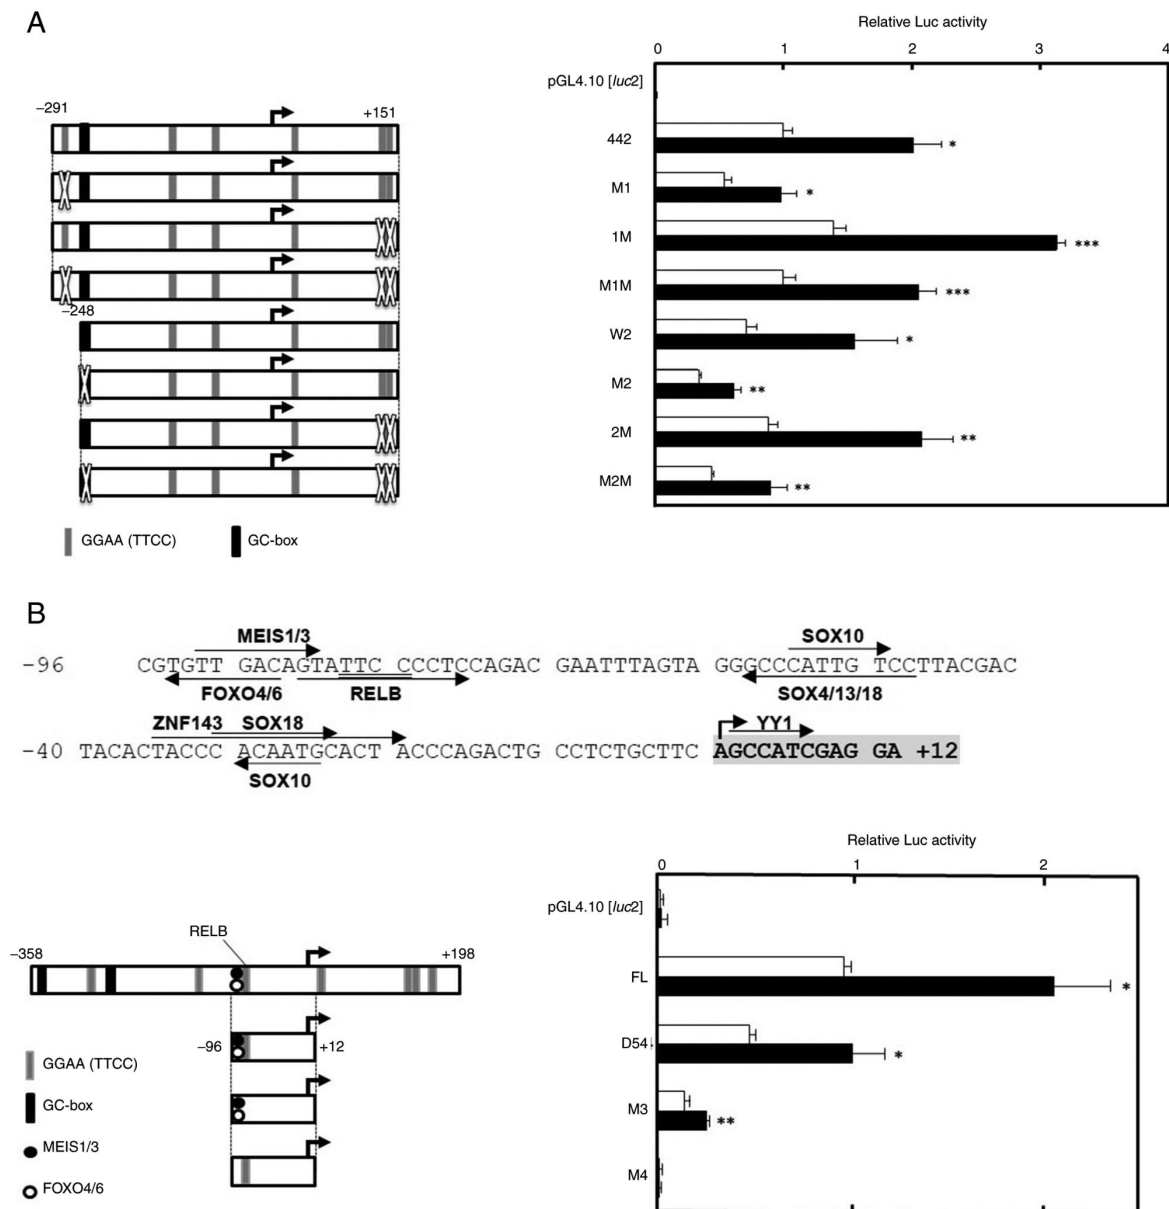 A
Relative Luc activity
0 1 2 3 4
–291 +151
–248
pGL4.10 [luc2]
442
M1
1M
M1M
W2
M2
2M
M2M
*
*
***
***
*
**
**
**
GGAA (TTCC) GC-box
B
MEIS1/3 SOX10
-96 CGTGTT GACAGTATTC CCCTCCAGAC GAATTTAGTA GGGCCCATTG TCCTTACGAC
FOXO4/6 RELB SOX4/13/18
ZNF143 SOX18 YY1
-40 TACACTACCC ACAATGCACT ACCCAGACTG CCTCTGCTTC AGCCATCGAG GA +12
SOX10
Relative Luc activity
0 1 2
RELB
–358 +198
–96 +12
GGAA (TTCC)
GC-box
MEIS1/3
FOXO4/6
pGL4.10 [luc2]
FL
D54
M3
M4
*
*
**